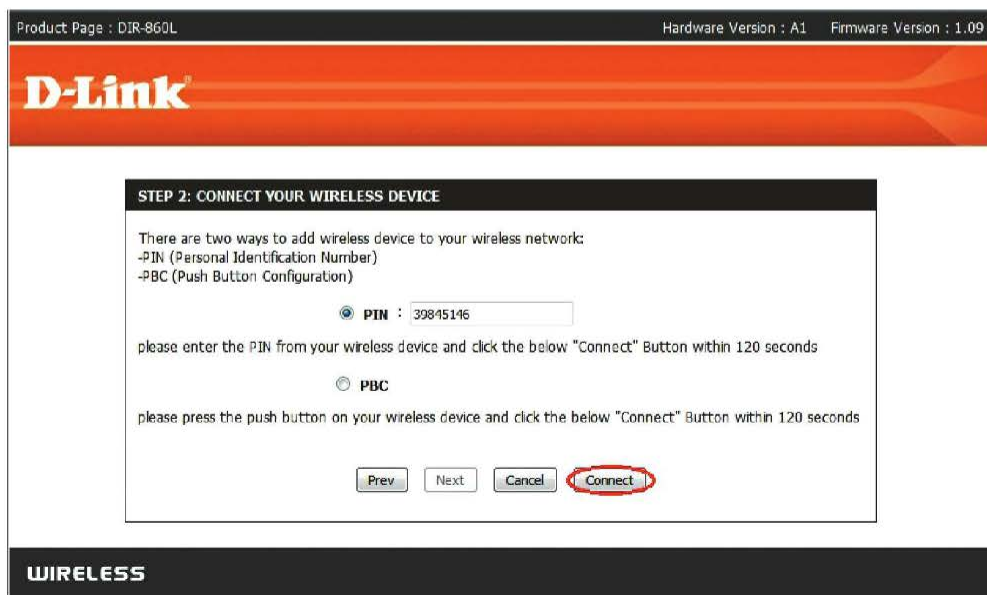 Product Page : DIR-860L Hardware Version : A1 Firmware Version : 1.09
D-Link
STEP 2: CONNECT YOUR WIRELESS DEVICE
There are two ways to add wireless device to your wireless network:
-PIN (Personal Identification Number)
-PBC (Push Button Configuration)
PIN : 39845146
please enter the PIN from your wireless device and click the below "Connect" Button within 120 seconds
PBC
please press the push button on your wireless device and click the below "Connect" Button within 120 seconds
Prev Next Cancel Connect
WIRELESS